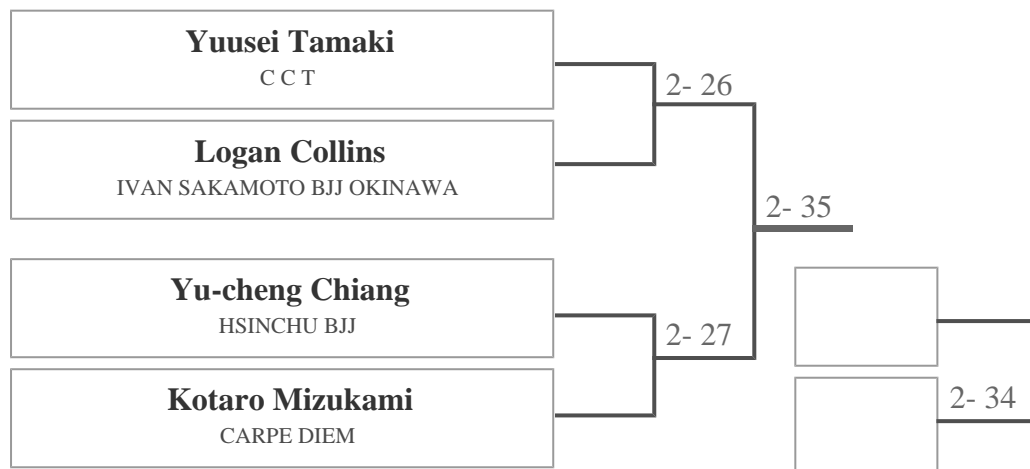 Yuusei Tamaki
C C T
2- 26
Logan Collins
IVAN SAKAMOTO BJJ OKINAWA
2- 35
Yu-cheng Chiang
HSINCHU BJJ
2- 27
Kotaro Mizukami
CARPE DIEM
2- 34